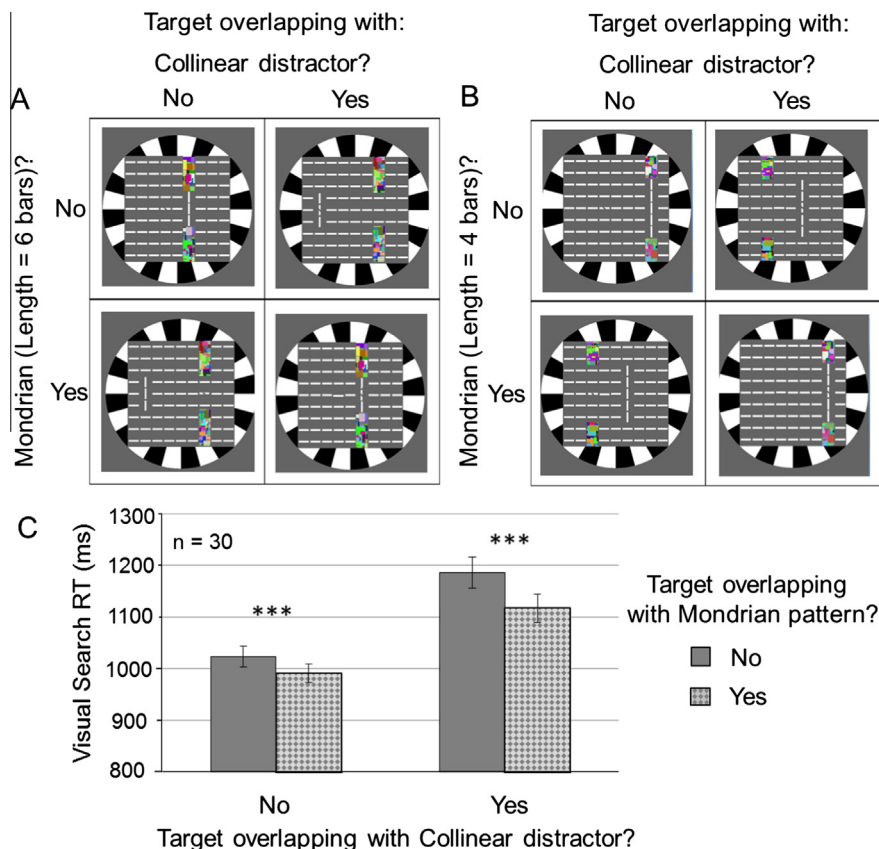 Target overlapping with:
Collinear distractor?
A
No
Yes
Mondrian (Length = 6 bars)?
No
Yes
Target overlapping with:
Collinear distractor?
B
No
Yes
Mondrian (Length = 4 bars)?
No
Yes
C
Visual Search RT (ms)
1300
1200
1100
1000
900
800
n = 30
***
***
No
Yes
Target overlapping with Collinear distractor?
Target overlapping
with Mondrian pattern?
No
Yes